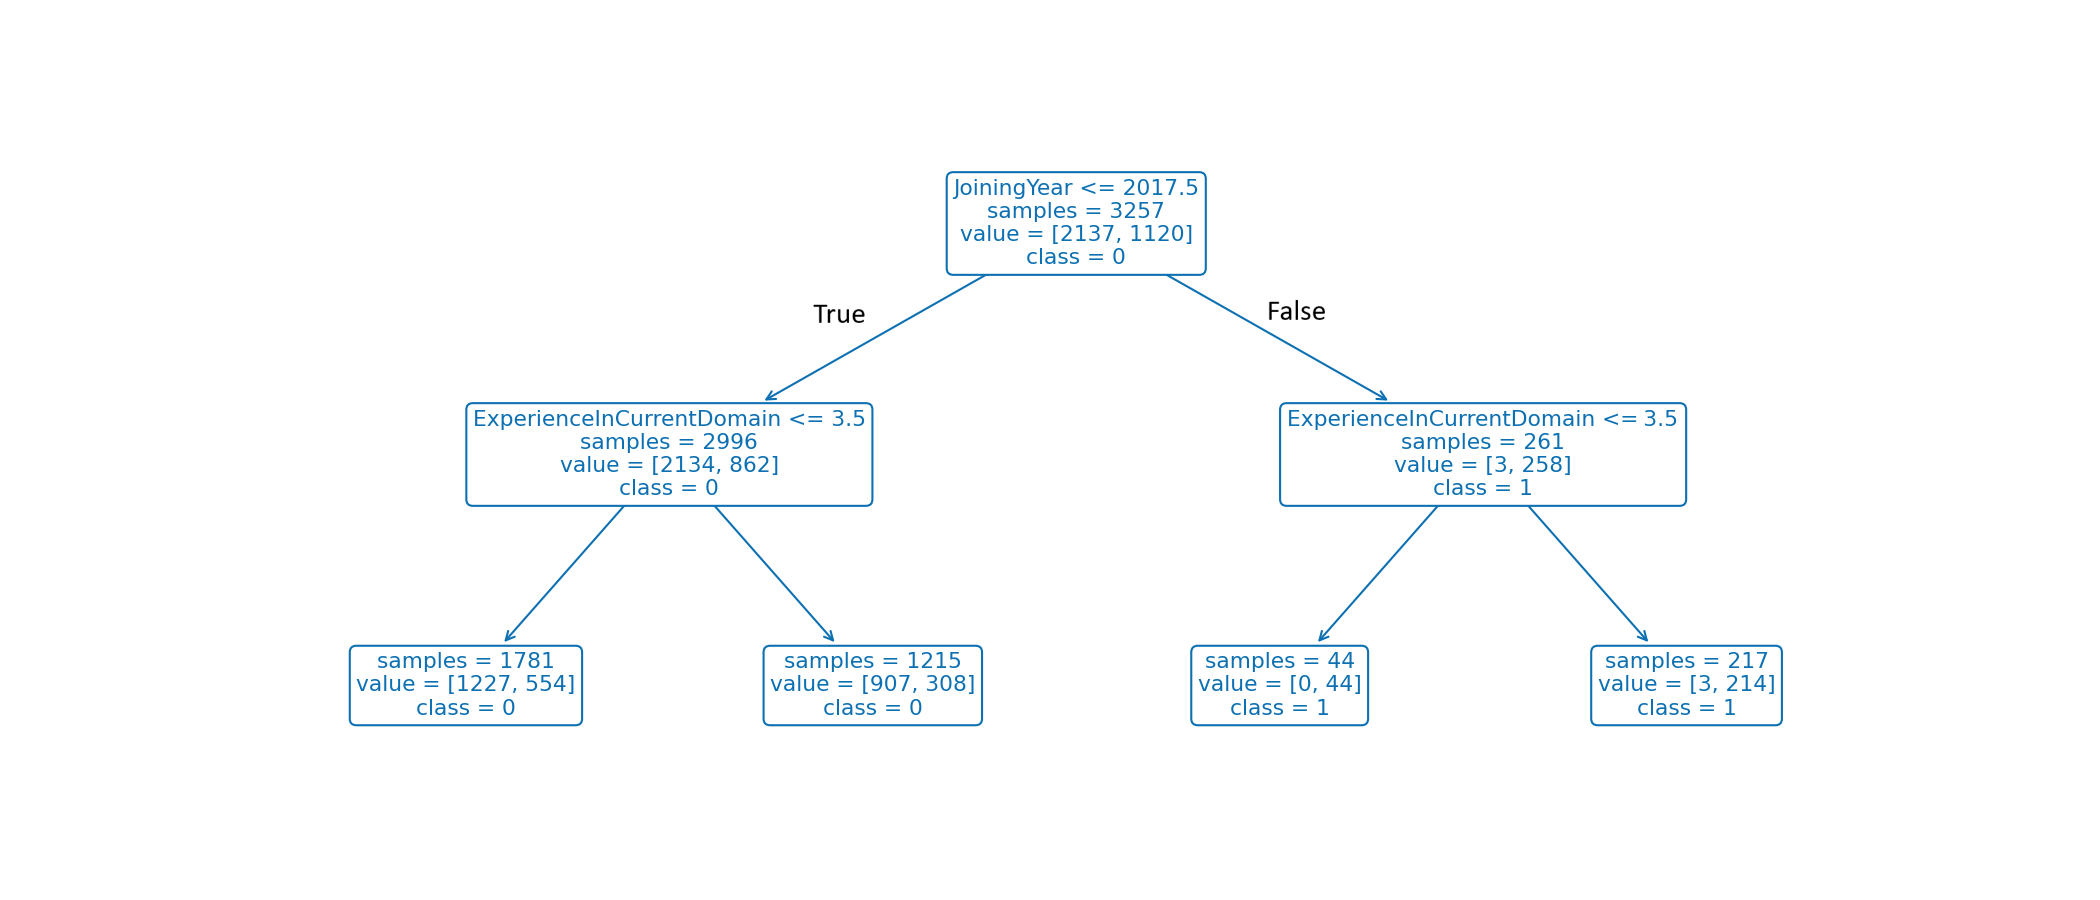 JoiningYear <= 2017.5
samples = 3257
value = [2137, 1120]
class = 0
True
False
ExperienceInCurrentDomain <= 3.5
samples = 2996
value = [2134, 862]
class = 0
ExperienceInCurrentDomain <= 3.5
samples = 261
value = [3, 258]
class = 1
samples = 1781
value = [1227, 554]
class = 0
samples = 1215
value = [907, 308]
class = 0
samples = 44
value = [0, 44]
class = 1
samples = 217
value = [3, 214]
class = 1